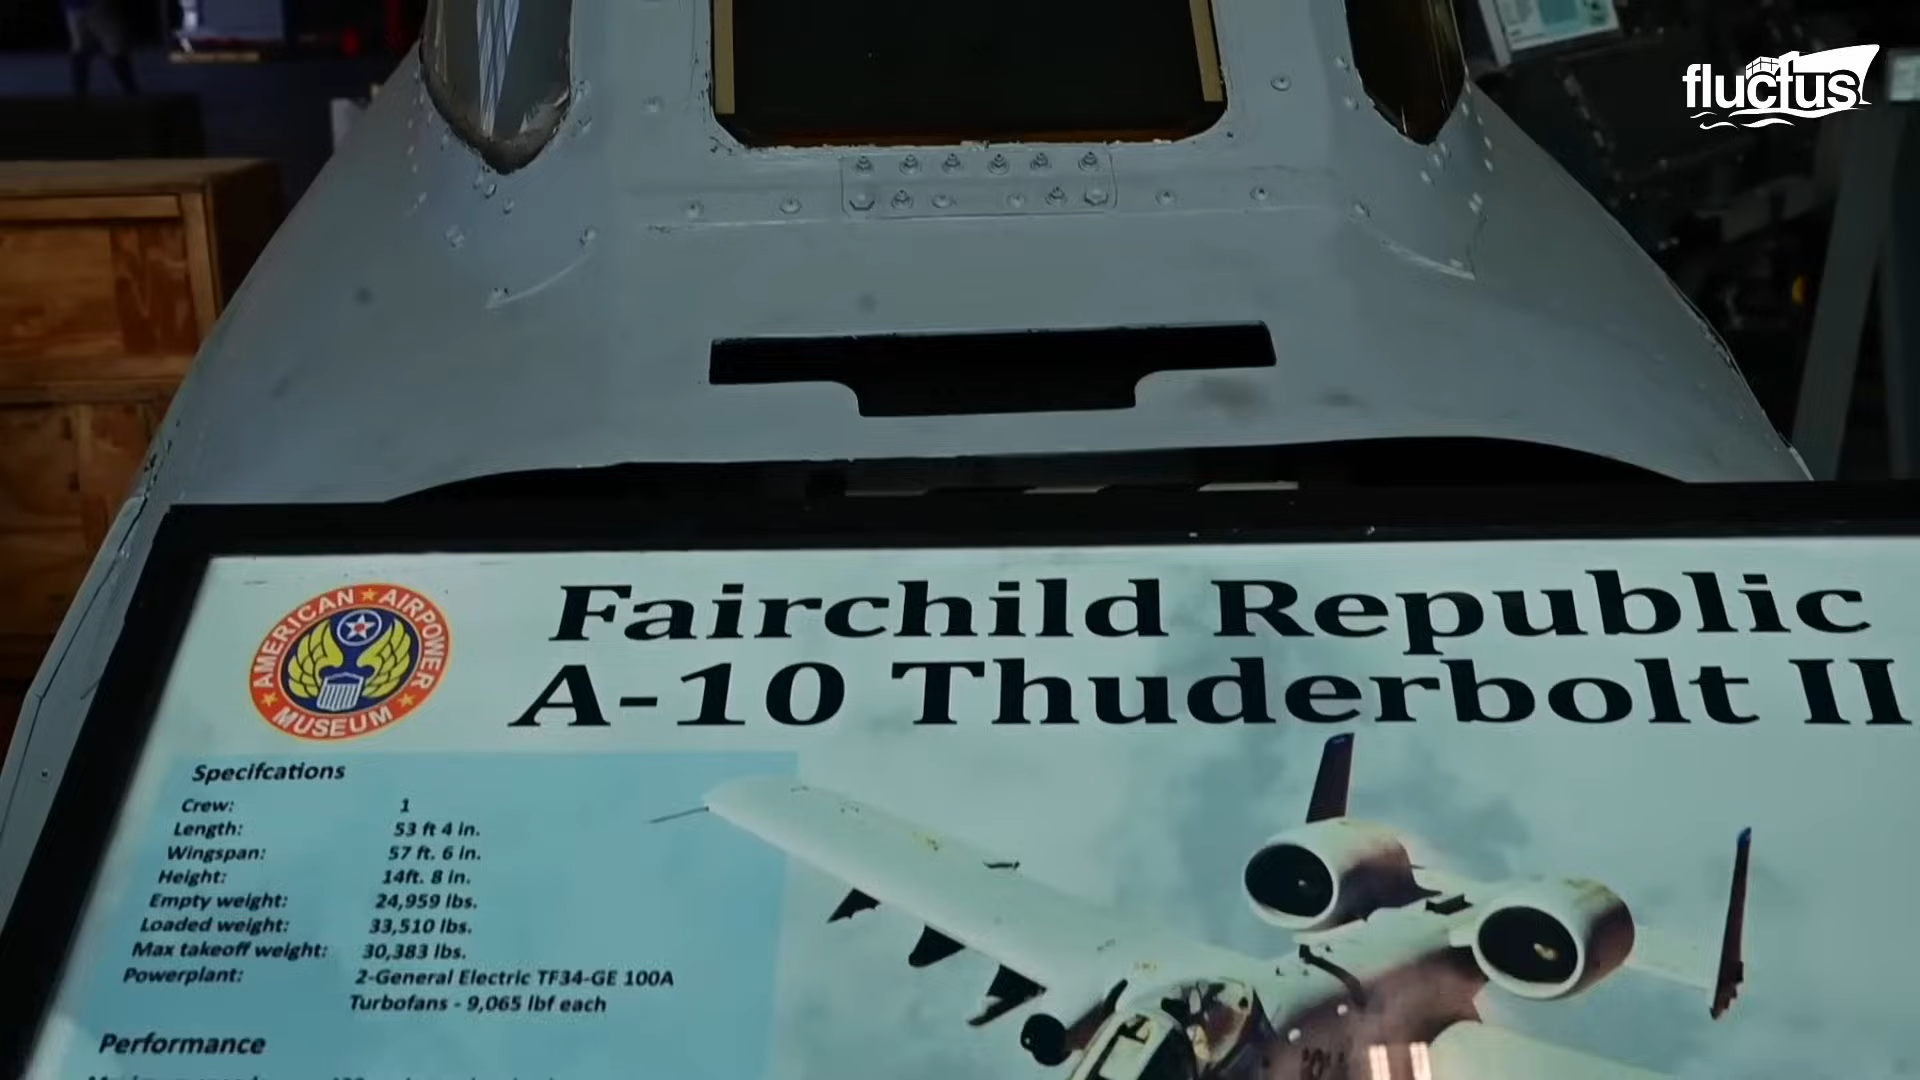 fluctus
AMERICAN AIRPOWER
MUSEUM
Fairchild Republic
A-10 Thuderbolt II
Specifcations
Crew: 1
Length: 53 ft 4 in.
Wingspan: 57 ft. 6 in.
Height: 14ft. 8 in.
Empty weight: 24,959 lbs.
Loaded weight: 33,510 lbs.
Max takeoff weight: 30,383 lbs.
Powerplant: 2-General Electric TF34-GE 100A
Turbofans - 9,065 lbf each
Performance